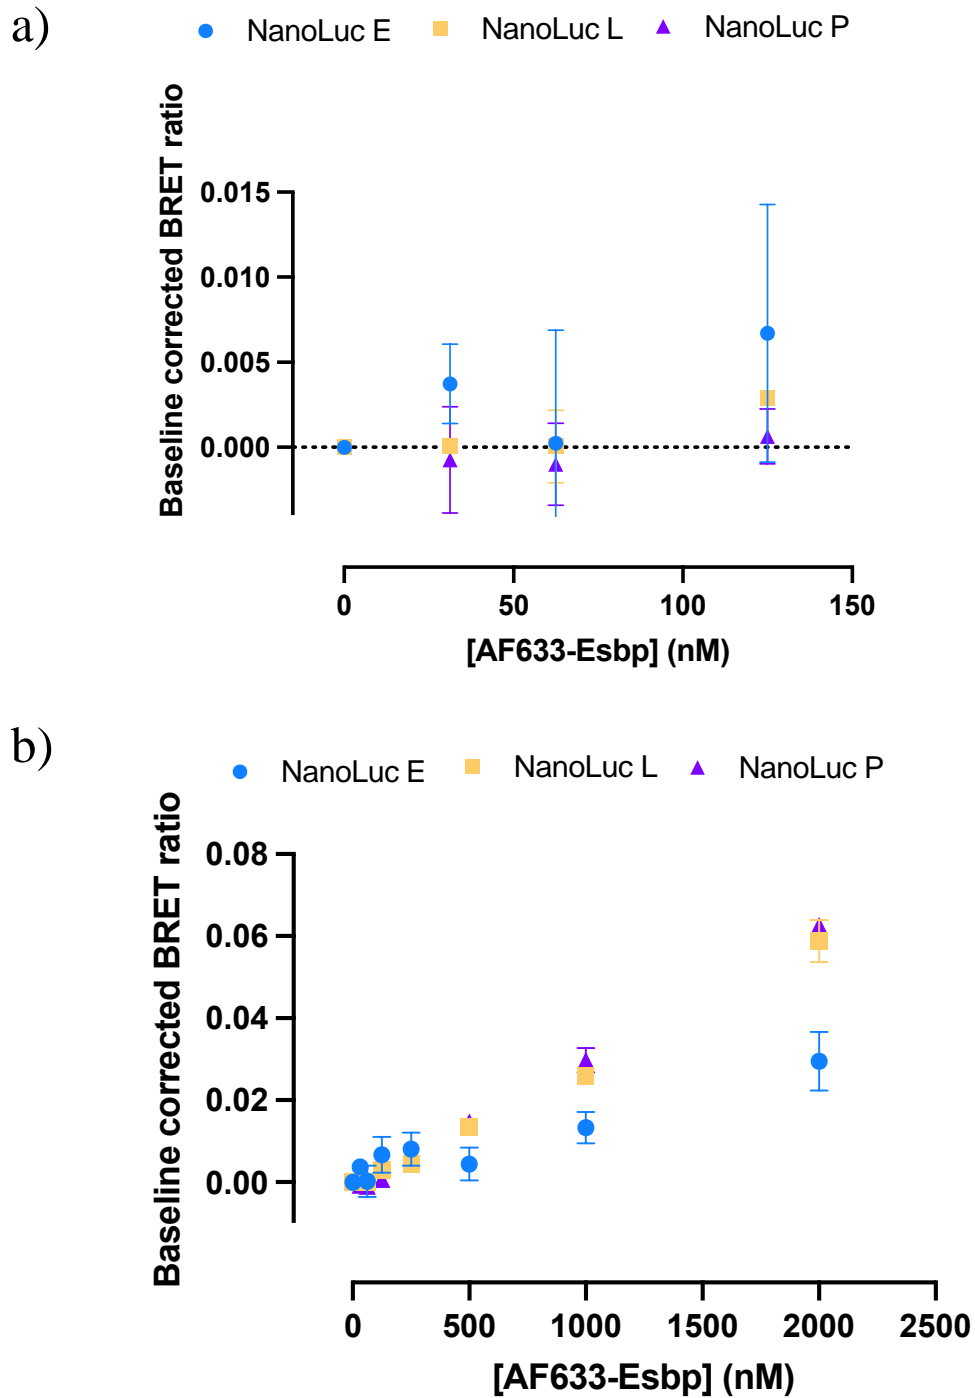 a)
NanoLuc E NanoLuc L NanoLuc P
Baseline corrected BRET ratio
0.015
0.010
0.005
0.000
0 50 100 150
[AF633-Esbp] (nM)
b)
NanoLuc E NanoLuc L NanoLuc P
Baseline corrected BRET ratio
0.08
0.06
0.04
0.02
0.00
0 500 1000 1500 2000 2500
[AF633-Esbp] (nM)